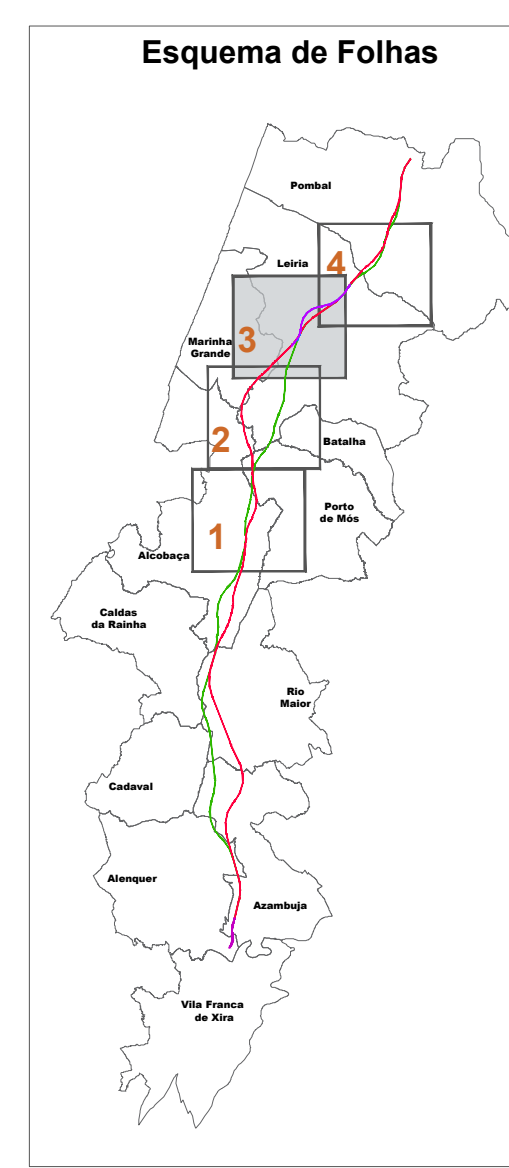 Esquema de Folhas
Pombal
Leiria
4
3
Marinha
Grande
2
Batalha
1
Porto
de Mós
Alcobaça
Caldas
da Rainha
Rio
Maior
Cadaval
Alenquer
Azambuja
Vila Franca
de Xira